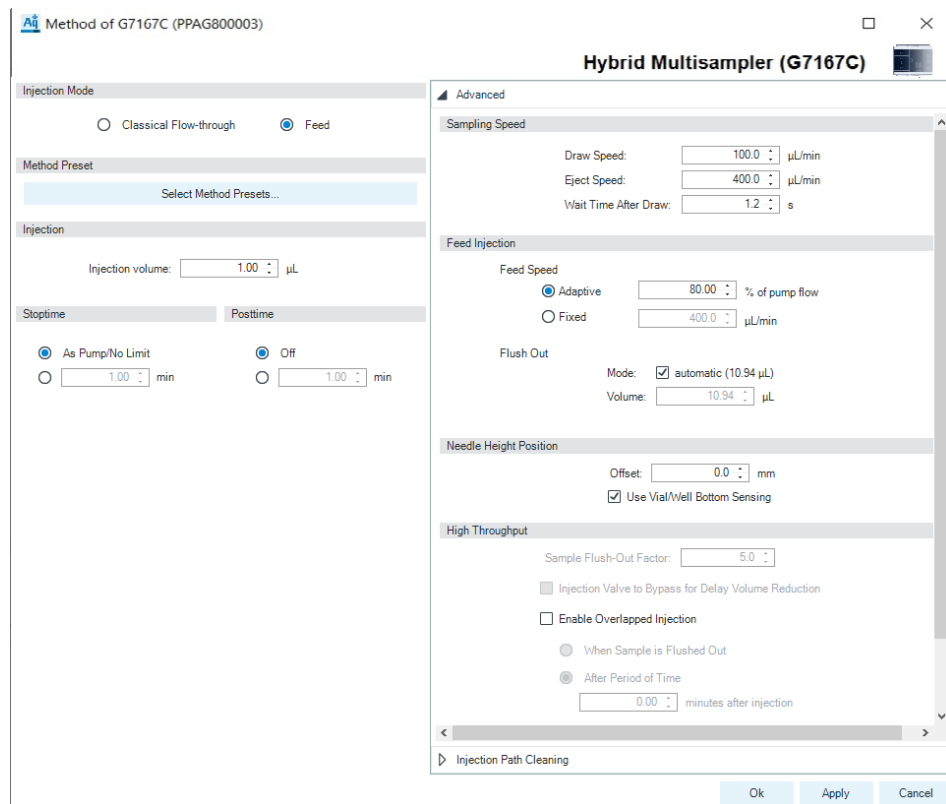 Method of G7167C (PPAG800003)
Hybrid Multisampler (G7167C)
Injection Mode
Classical Flow-through Feed
Method Preset
Select Method Presets...
Injection
Injection volume: 1.00 µL
Stoptime Posttime
As Pump/No Limit Off
1.00 min 1.00 min
Advanced
Sampling Speed
Draw Speed: 100.0 µL/min
Eject Speed: 400.0 µL/min
Wait Time After Draw: 1.2 s
Feed Injection
Feed Speed
Adaptive 80.00 % of pump flow
Fixed 400.0 µL/min
Flush Out
Mode: automatic (10.94 µL)
Volume: 10.94 µL
Needle Height Position
Offset: 0.0 mm
Use Vial/Well Bottom Sensing
High Throughput
Sample Flush-Out Factor: 5.0
Injection Valve to Bypass for Delay Volume Reduction
Enable Overlapped Injection
When Sample is Flushed Out
After Period of Time
0.00 minutes after injection
Injection Path Cleaning
Ok Apply Cancel